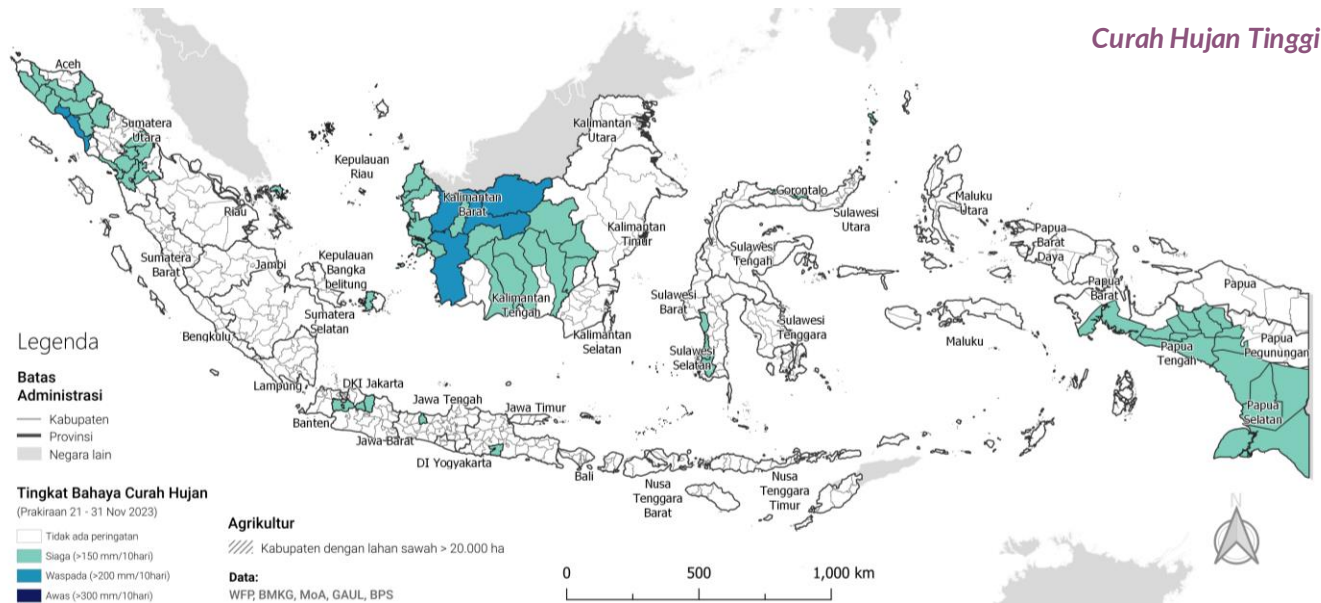 Curah Hujan Tinggi
Aceh
Sumatera
Utara
Kepulauan
Riau
Riau
Sumatera
Barat
Jambi
Kepulauan
Bangka
belitung
Sumatera
Selatan
Bengkulu
Lampung
DKI Jakarta
Banten
Jawa Barat
Jawa Tengah
DI Yogyakarta
Jawa Timur
Bali
Nusa
Tenggara
Barat
Nusa
Tenggara
Timur
Kalimantan
Barat
Kalimantan
Utara
Kalimantan
Timur
Kalimantan
Tengah
Kalimantan
Selatan
Gorontalo
Sulawesi
Utara
Sulawesi
Tengah
Sulawesi
Barat
Sulawesi
Selatan
Sulawesi
Tenggara
Maluku
Utara
Maluku
Papua
Barat
Daya
Papua
Barat
Papua
Papua
Tengah
Papua
Pegunungan
Papua
Selatan
Legenda
Batas
Administrasi
Kabupaten
Provinsi
Negara lain
Tingkat Bahaya Curah Hujan
(Prakiraan 21 - 31 Nov 2023)
Tidak ada peringatan
Siaga (>150 mm/10hari)
Waspada (>200 mm/10hari)
Awas (>300 mm/10hari)
Agrikultur
Kabupaten dengan lahan sawah > 20.000 ha
Data:
WFP, BMKG, MoA, GAUL, BPS
0 500 1,000 km
N